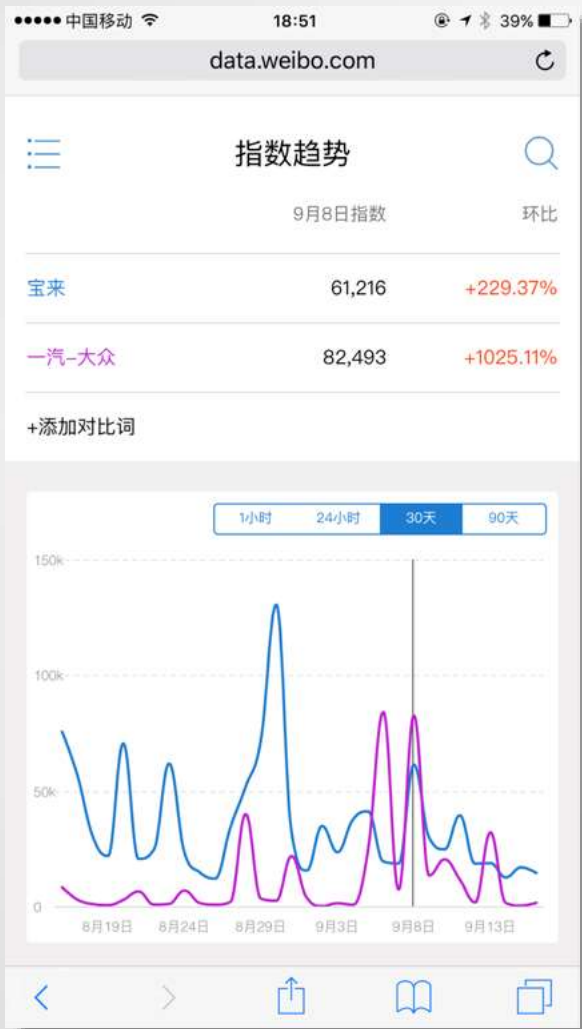 中国移动 18:51 39%
data.weibo.com
指数趋势
9月8日指数 环比
宝来 61,216 +229.37%
一汽-大众 82,493 +1025.11%
+添加对比词
1小时 24小时 30天 90天
150k
100k
50k
0
8月19日 8月24日 8月29日 9月3日 9月8日 9月13日